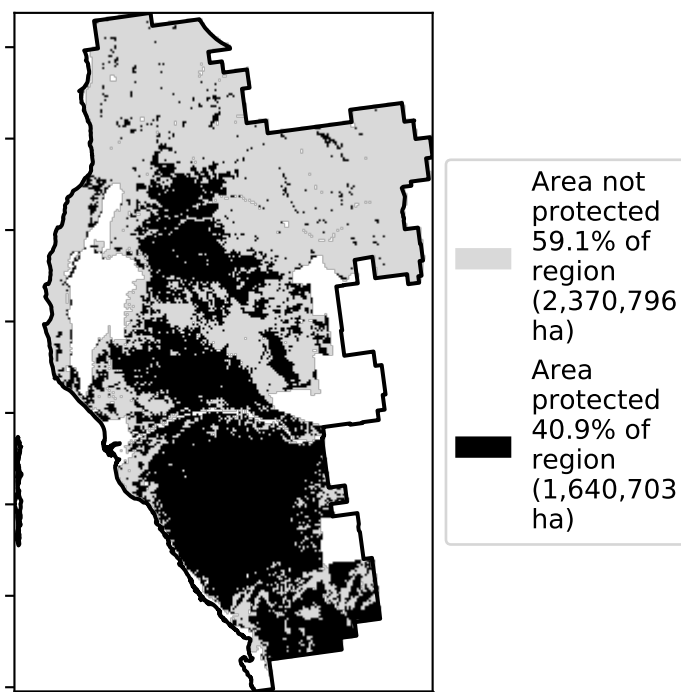 Area not
protected
59.1% of
region
(2,370,796
ha)
Area
protected
40.9% of
region
(1,640,703
ha)